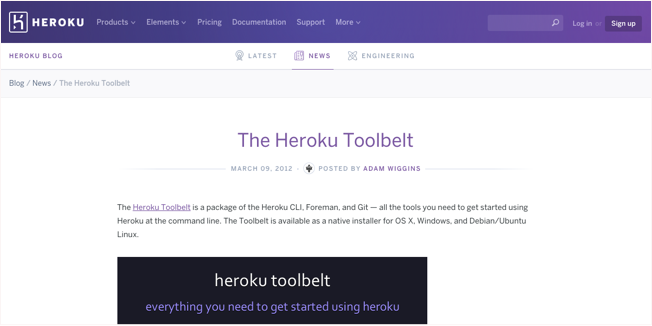 HEROKU Products Elements Pricing Documentation Support More Log in or Sign up
HEROKU BLOG LATEST NEWS ENGINEERING
Blog / News / The Heroku Toolbelt
The Heroku Toolbelt
MARCH 09, 2012 · POSTED BY ADAM WIGGINS
The Heroku Toolbelt is a package of the Heroku CLI, Foreman, and Git — all the tools you need to get started using
Heroku at the command line. The Toolbelt is available as a native installer for OS X, Windows, and Debian/Ubuntu
Linux.
heroku toolbelt
everything you need to get started using heroku